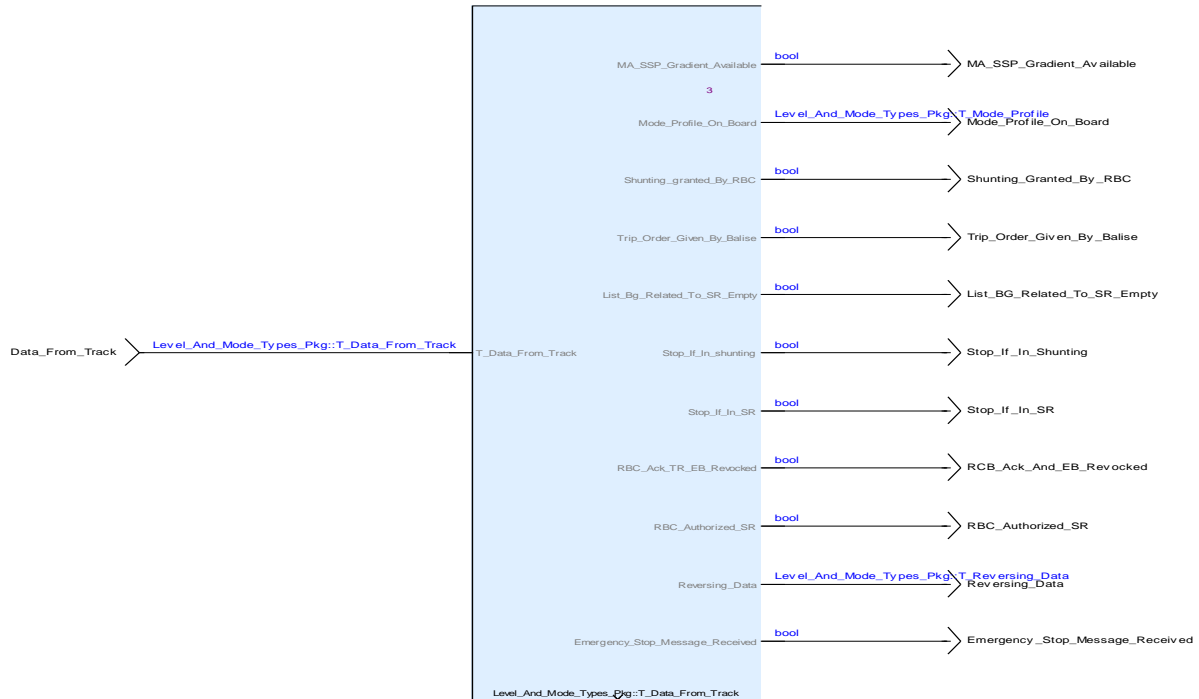 bool
MA_SSP_Gradient_Available
MA_SSP_Gradient_Available
3
Level_And_Mode_Types_Pkg::T_Mode_Profile
Mode_Profile_On_Board
Mode_Profile_On_Board
bool
Shunting_granted_By_RBC
Shunting_Granted_By_RBC
bool
Trip_Order_Given_By_Balise
Trip_Order_Given_By_Balise
bool
List_Bg_Related_To_SR_Empty
List_BG_Related_To_SR_Empty
Level_And_Mode_Types_Pkg::T_Data_From_Track
Data_From_Track
T_Data_From_Track
bool
Stop_If_In_shunting
Stop_If_In_Shunting
bool
Stop_If_In_SR
Stop_If_In_SR
bool
RBC_Ack_TR_EB_Revocked
RCB_Ack_And_EB_Revocked
bool
RBC_Authorized_SR
RBC_Authorized_SR
Level_And_Mode_Types_Pkg::T_Reversing_Data
Reversing_Data
Reversing_Data
bool
Emergency_Stop_Message_Received
Emergency_Stop_Message_Received
Level_And_Mode_Types_Pkg::T_Data_From_Track